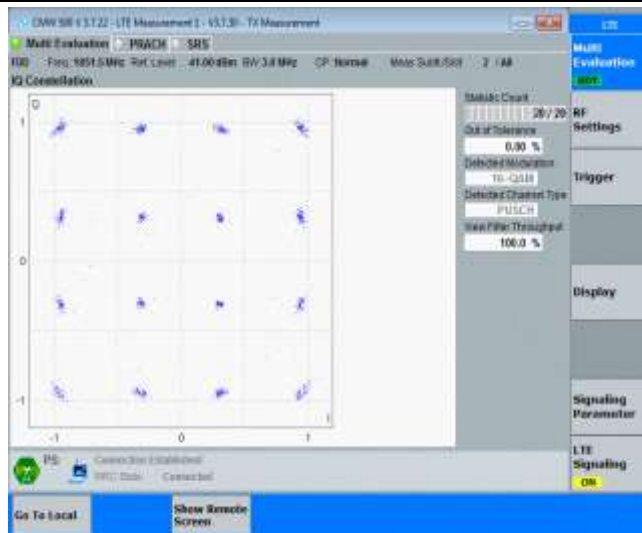 CMW 500 V 3.7.22 - LTE Measurement 1 - V3.7.30 - TX Measurement
LTE
Multi Evaluation PRACH SRS
Multi
Evaluation
FDD Freq. 1851.5 MHz Ref. Level 41.00 dBm BW 3.0 MHz CP: Normal Meas Subfr/Slot 2 / All
RDY
IQ Constellation
Q
Statistic Count
20 / 20
Out of Tolerance
0.00 %
Detected Modulation
16-QAM
Detected Channel Type
PUSCH
View Filter Throughput
100.0 %
RF
Settings
Trigger
Display
Signaling
Parameter
LTE
Signaling
ON
1
0
-1
I
-1 0 1
PS:
Connection Established
RRC State Connected
Go To Local
Show Remote
Screen